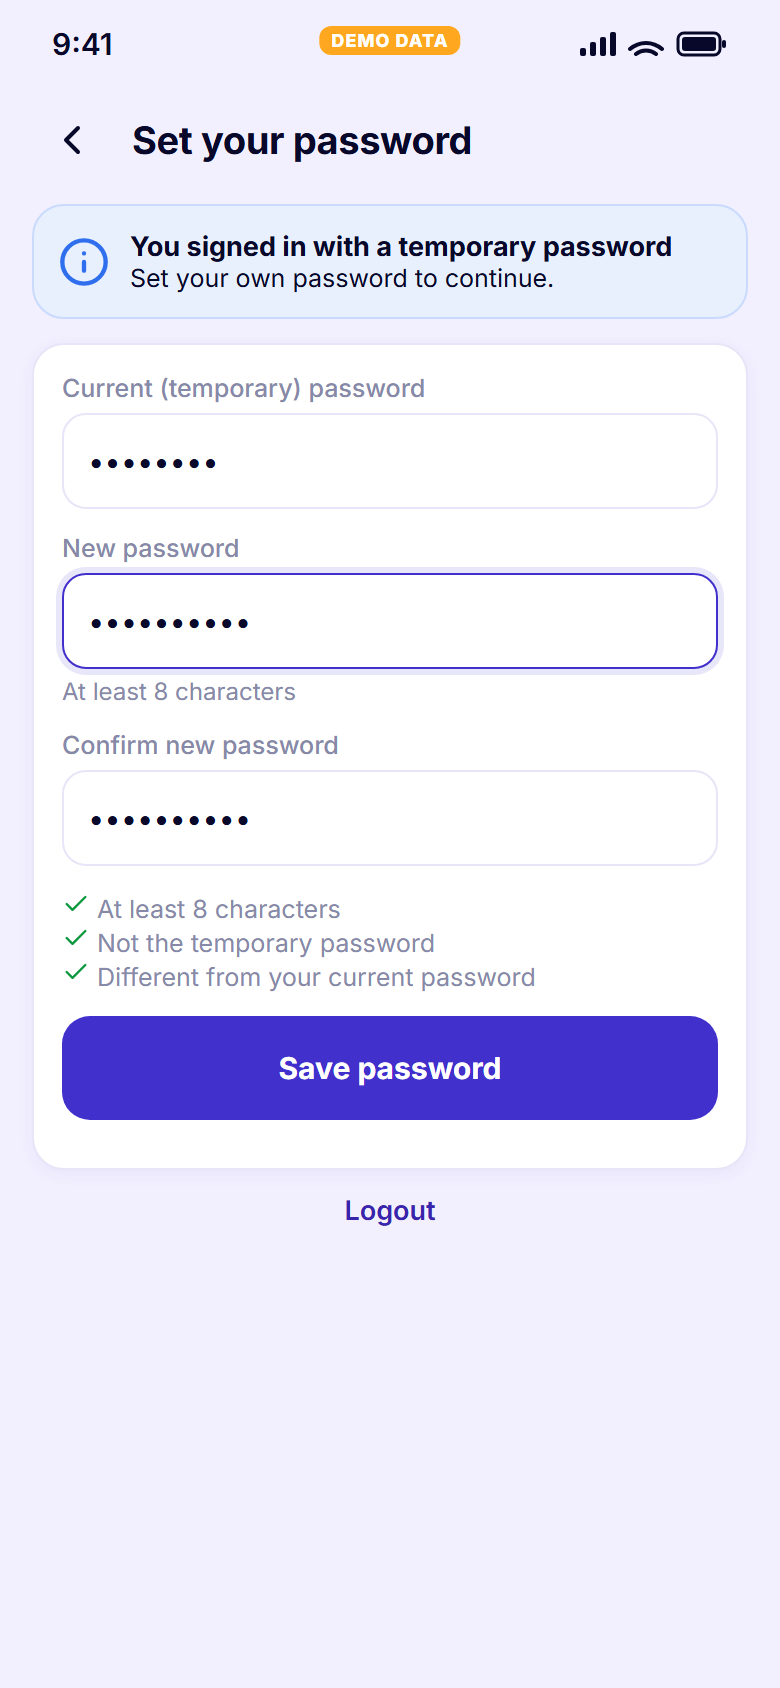 9:41
DEMO DATA
Set your password
You signed in with a temporary password
Set your own password to continue.
Current (temporary) password
••••••••
New password
••••••••••
At least 8 characters
Confirm new password
••••••••••
At least 8 characters
Not the temporary password
Different from your current password
Save password
Logout